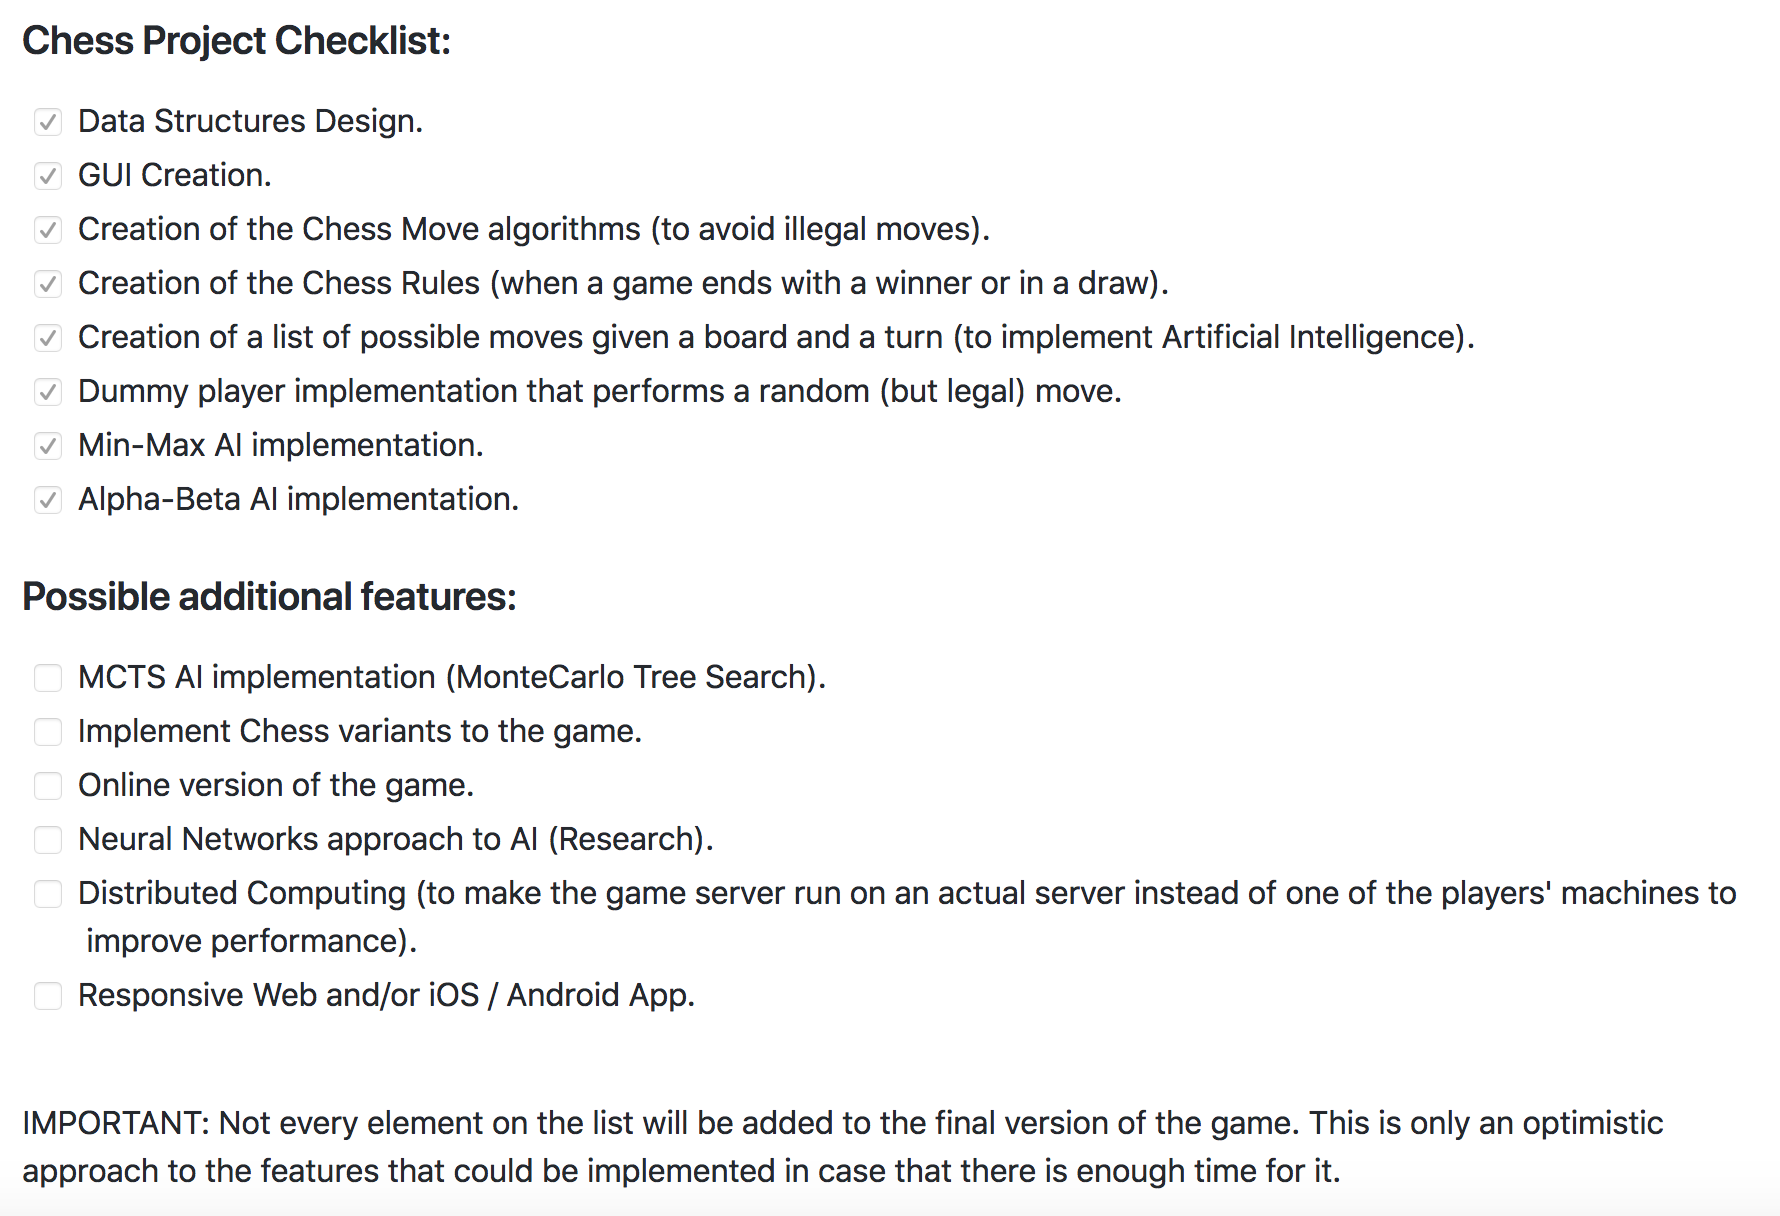 Chess Project Checklist:
Data Structures Design.
GUI Creation.
Creation of the Chess Move algorithms (to avoid illegal moves).
Creation of the Chess Rules (when a game ends with a winner or in a draw).
Creation of a list of possible moves given a board and a turn (to implement Artificial Intelligence).
Dummy player implementation that performs a random (but legal) move.
Min-Max AI implementation.
Alpha-Beta AI implementation.
Possible additional features:
MCTS AI implementation (MonteCarlo Tree Search).
Implement Chess variants to the game.
Online version of the game.
Neural Networks approach to AI (Research).
Distributed Computing (to make the game server run on an actual server instead of one of the players' machines to
improve performance).
Responsive Web and/or iOS / Android App.
IMPORTANT: Not every element on the list will be added to the final version of the game. This is only an optimistic
approach to the features that could be implemented in case that there is enough time for it.